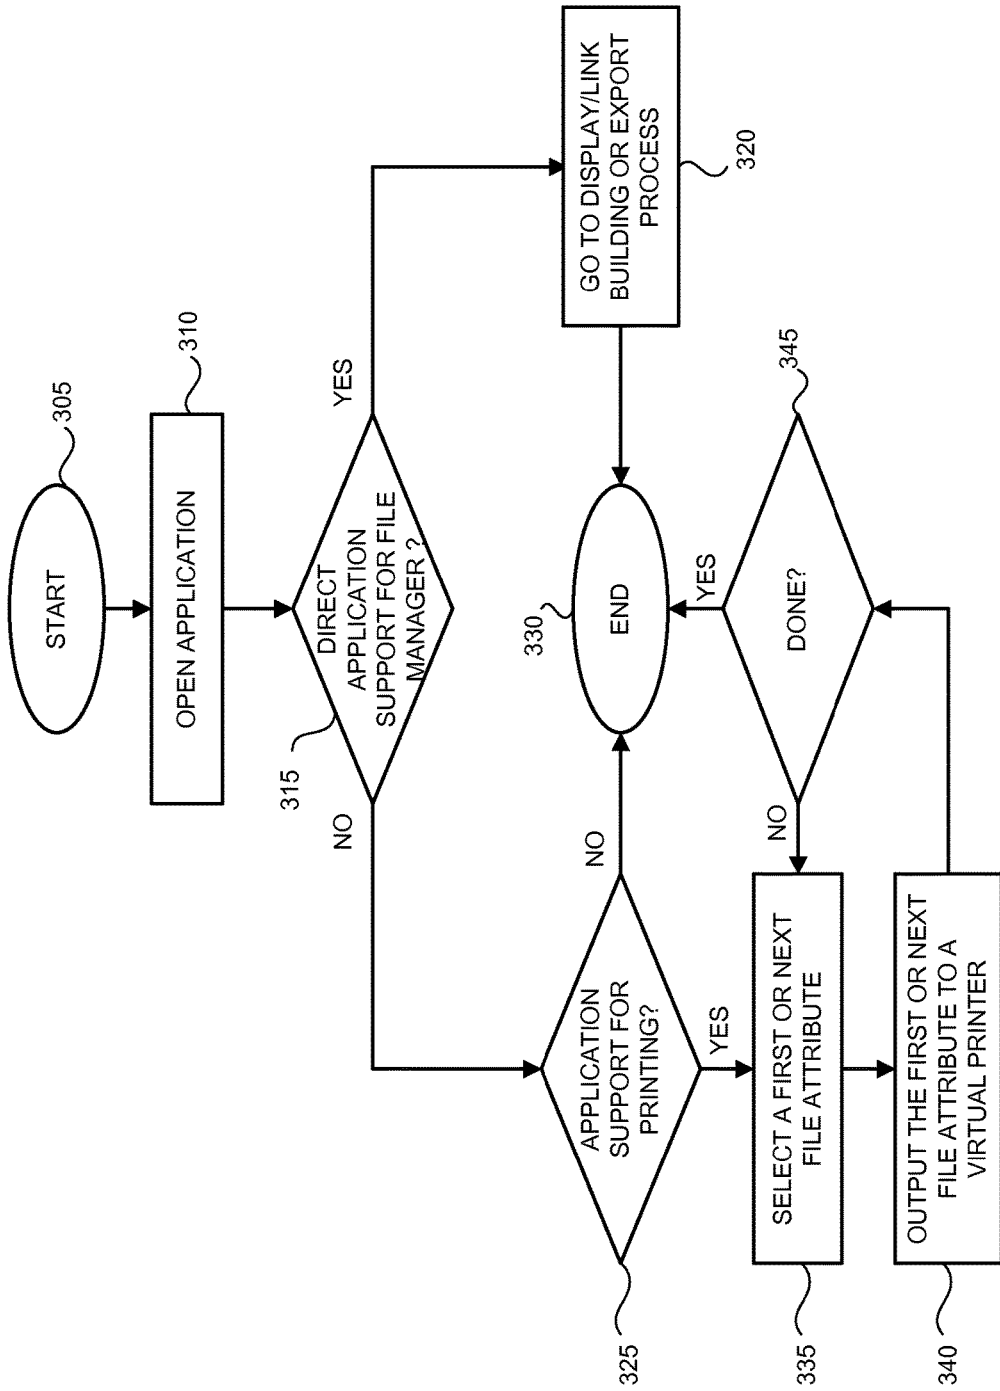 START
305
OPEN APPLICATION
310
DIRECT
APPLICATION
SUPPORT FOR FILE
MANAGER ?
315
NO
YES
GO TO DISPLAY/LINK
BUILDING OR EXPORT
PROCESS
320
APPLICATION
SUPPORT FOR
PRINTING?
325
NO
YES
END
330
SELECT A FIRST OR NEXT
FILE ATTRIBUTE
335
OUTPUT THE FIRST OR NEXT
FILE ATTRIBUTE TO A
VIRTUAL PRINTER
340
DONE?
345
YES
NO